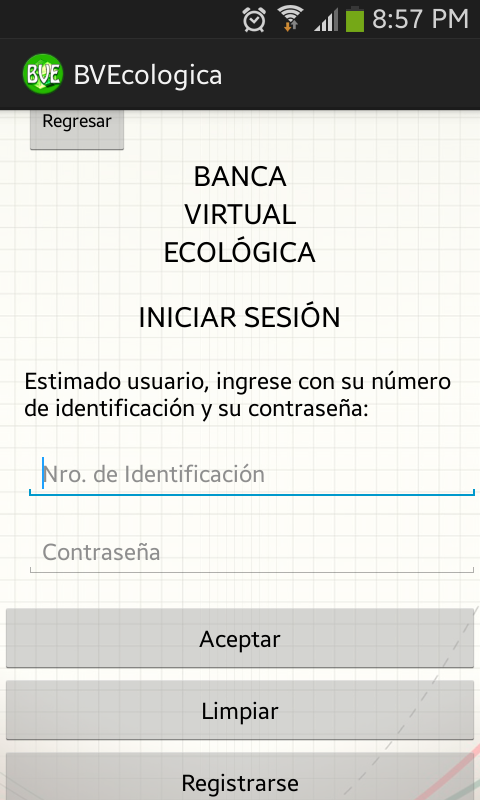 8:57 PM
BVE BVEcologica
Regresar
BANCA
VIRTUAL
ECOLÓGICA
INICIAR SESIÓN
Estimado usuario, ingrese con su número
de identificación y su contraseña:
Nro. de Identificación
Contraseña
Aceptar
Limpiar
Registrarse